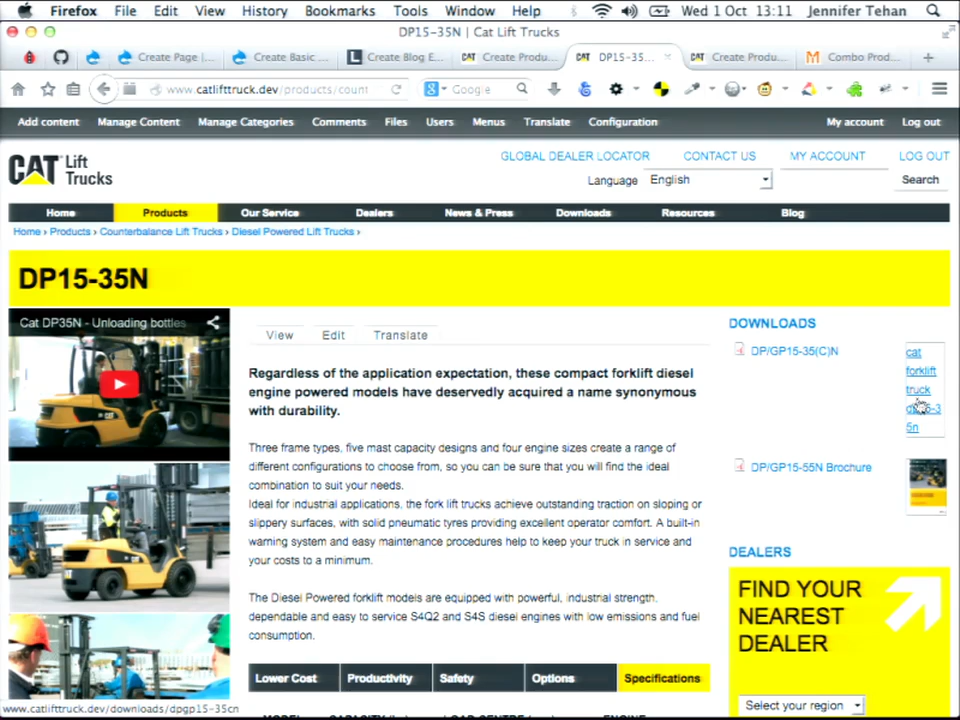 Firefox File Edit View History Bookmarks Tools Window Help Wed 1 Oct 13:11 Jennifer Tehan
DP15-35N | Cat Lift Trucks
Create Page |... Create Basic ... Create Blog E... Create Produ... DP15-35... Create Produ... Combo Prod...
www.catlifttruck.dev/products/count Google
Add content Manage Content Manage Categories Comments Files Users Menus Translate Configuration My account Log out
CAT Lift Trucks
GLOBAL DEALER LOCATOR CONTACT US MY ACCOUNT LOG OUT
Language English Search
Home Products Our Service Dealers News & Press Downloads Resources Blog
Home › Products › Counterbalance Lift Trucks › Diesel Powered Lift Trucks ›
DP15-35N
Cat DP35N - Unloading bottles
View Edit Translate
Regardless of the application expectation, these compact forklift diesel
engine powered models have deservedly acquired a name synonymous
with durability.
Three frame types, five mast capacity designs and four engine sizes create a range of
different configurations to choose from, so you can be sure that you will find the ideal
combination to suit your needs.
Ideal for industrial applications, the fork lift trucks achieve outstanding traction on sloping or
slippery surfaces, with solid pneumatic tyres providing excellent operator comfort. A built-in
warning system and easy maintenance procedures help to keep your truck in service and
your costs to a minimum.
The Diesel Powered forklift models are equipped with powerful, industrial strength,
dependable and easy to service S4Q2 and S4S diesel engines with low emissions and fuel
consumption.
Lower Cost Productivity Safety Options Specifications
DOWNLOADS
DP/GP15-35(C)N
cat
forklift
truck
5n
DP/GP15-55N Brochure
DEALERS
FIND YOUR
NEAREST
DEALER
Select your region
www.catlifttruck.dev/downloads/dpgp15-35cn